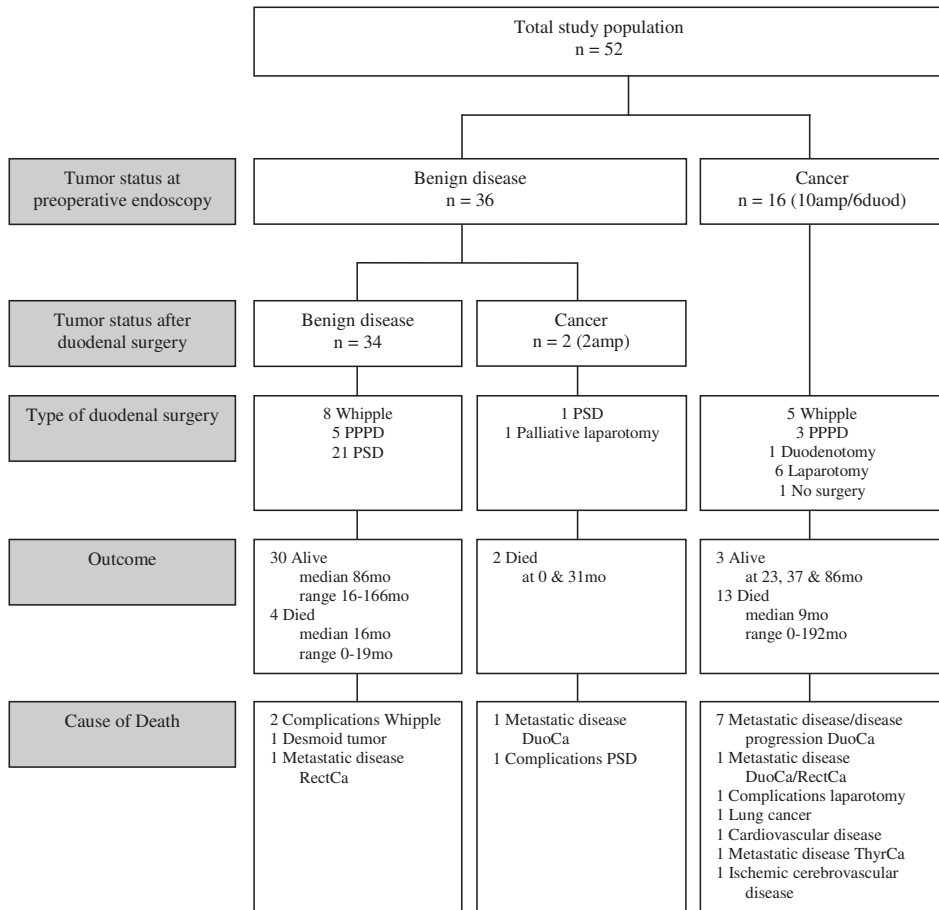 Total study population
n = 52
Tumor status at
preoperative endoscopy
Benign disease
n = 36
Cancer
n = 16 (10amp/6duod)
Tumor status after
duodenal surgery
Benign disease
n = 34
Cancer
n = 2 (2amp)
Type of duodenal surgery
8 Whipple
5 PPPD
21 PSD
1 PSD
1 Palliative laparotomy
5 Whipple
3 PPPD
1 Duodenotomy
6 Laparotomy
1 No surgery
Outcome
30 Alive
median 86mo
range 16-166mo
4 Died
median 16mo
range 0-19mo
2 Died
at 0 & 31mo
3 Alive
at 23, 37 & 86mo
13 Died
median 9mo
range 0-192mo
Cause of Death
2 Complications Whipple
1 Desmoid tumor
1 Metastatic disease
RectCa
1 Metastatic disease
DuoCa
1 Complications PSD
7 Metastatic disease/disease
progression DuoCa
1 Metastatic disease
DuoCa/RectCa
1 Complications laparotomy
1 Lung cancer
1 Cardiovascular disease
1 Metastatic disease ThyrCa
1 Ischemic cerebrovascular
disease